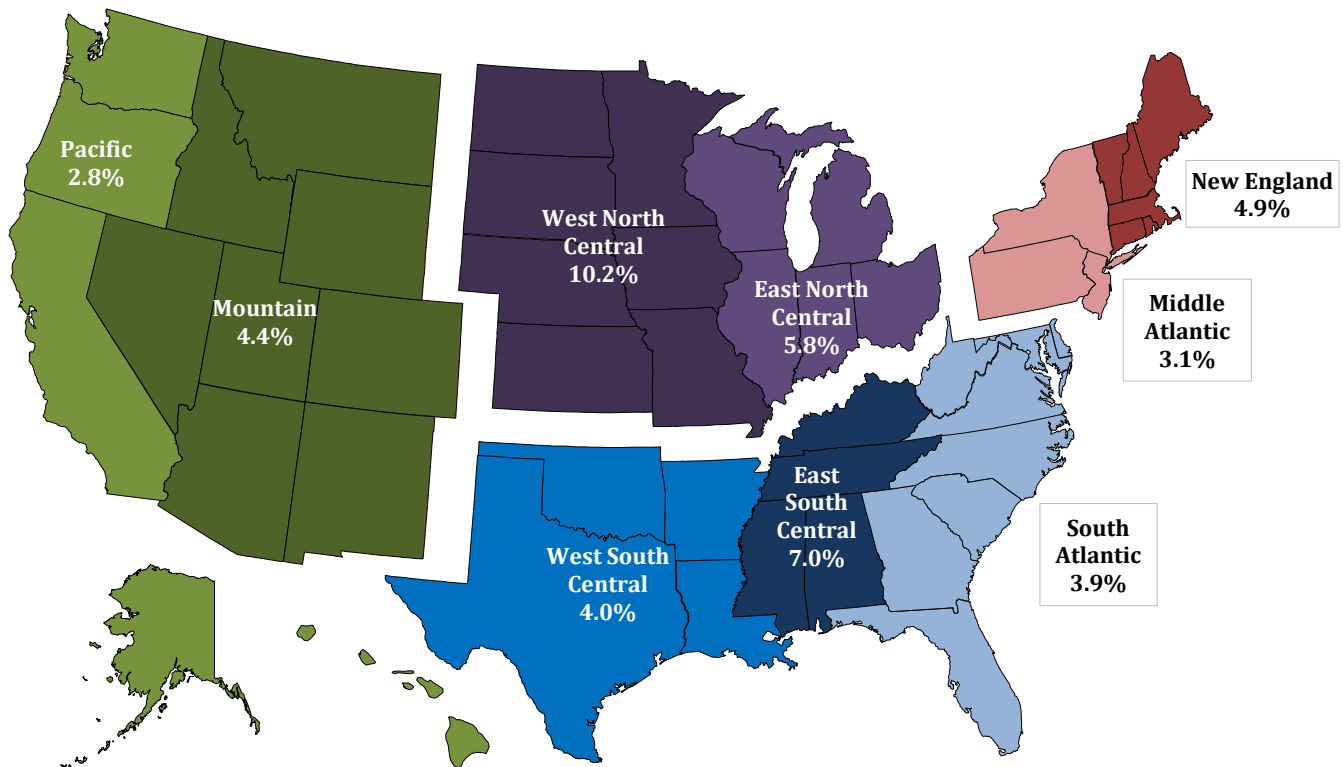 Pacific
2.8%
Mountain
4.4%
West North
Central
10.2%
East North
Central
5.8%
New England
4.9%
Middle
Atlantic
3.1%
West South
Central
4.0%
East
South
Central
7.0%
South
Atlantic
3.9%